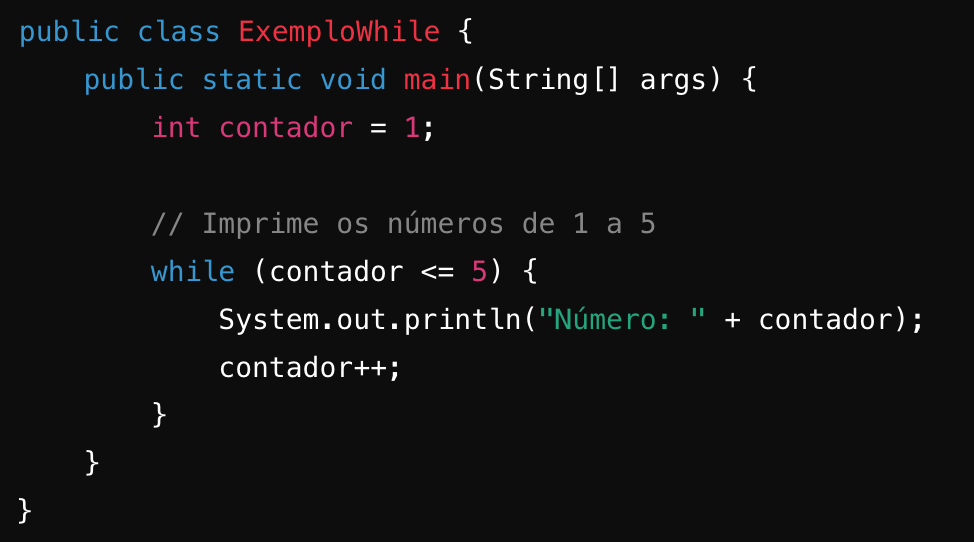 public class ExemploWhile {
    public static void main(String[] args) {
        int contador = 1;

        // Imprime os números de 1 a 5
        while (contador <= 5) {
            System.out.println("Número: " + contador);
            contador++;
        }
    }
}